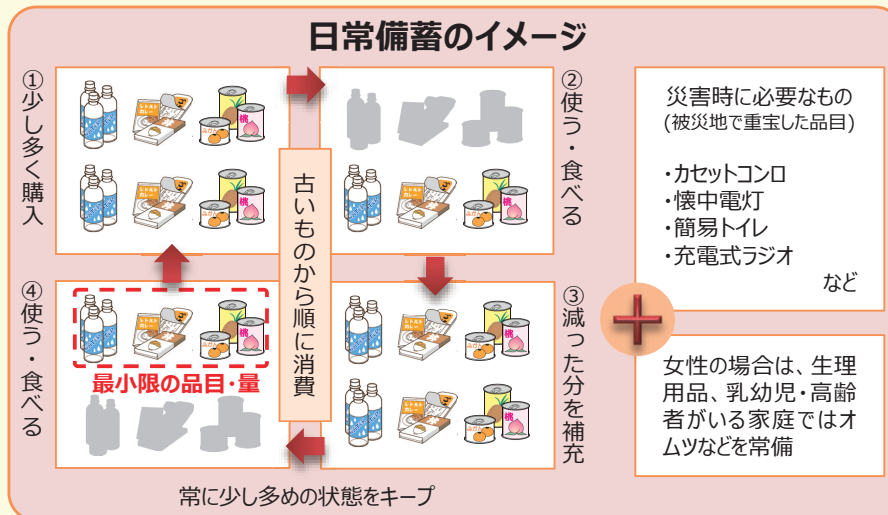 日常備蓄のイメージ
①少し多く購入
②使う・食べる
③減った分を補充
④使う・食べる
古いものから順に消費
最小限の品目・量
常に少し多めの状態をキープ
災害時に必要なもの
(被災地で重宝した品目)
・カセットコンロ
・懐中電灯
・簡易トイレ
・充電式ラジオ
など
女性の場合は、生理
用品、乳幼児・高齢
者がいる家庭ではオ
ムツなどを常備